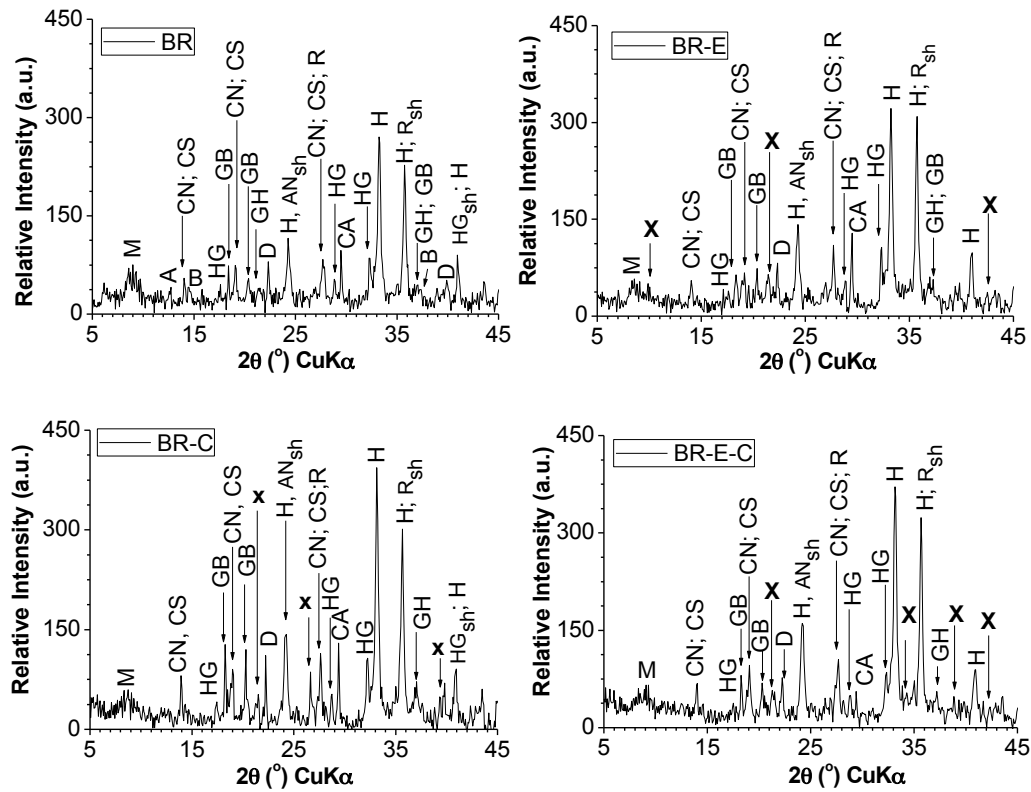 BR
Relative Intensity (a.u.)
450
300
150
0
M
A
CN; CS
B
HG
GB
CN; CS
GB
GH
D
H, ANsh
CN; CS; R
HG
CA
HG
H
H; Rsh
GH; GB
B
D
HGsh; H
5 15 25 35 45
2θ (°) CuKα
BR-E
Relative Intensity (a.u.)
450
300
150
0
M
X
CN; CS
HG
GB
CN; CS
GB
X
D
H, ANsh
CN; CS; R
HG
CA
HG
H
H; Rsh
GH; GB
H
X
5 15 25 35 45
2θ (°) CuKα
BR-C
Relative Intensity (a.u.)
450
300
150
0
M
CN, CS
HG
GB
CN, CS
GB
x
D
H, ANsh
x
CN; CS;R
HG
CA
HG
H
H; Rsh
GH
x
HGsh; H
5 15 25 35 45
2θ (°) CuKα
BR-E-C
Relative Intensity (a.u.)
450
300
150
0
M
CN; CS
HG
GB
CN; CS
GB
X
D
H, ANsh
CN; CS; R
HG
CA
HG
H
X
H; Rsh
GH
X
H
X
5 15 25 35 45
2θ (°) CuKα